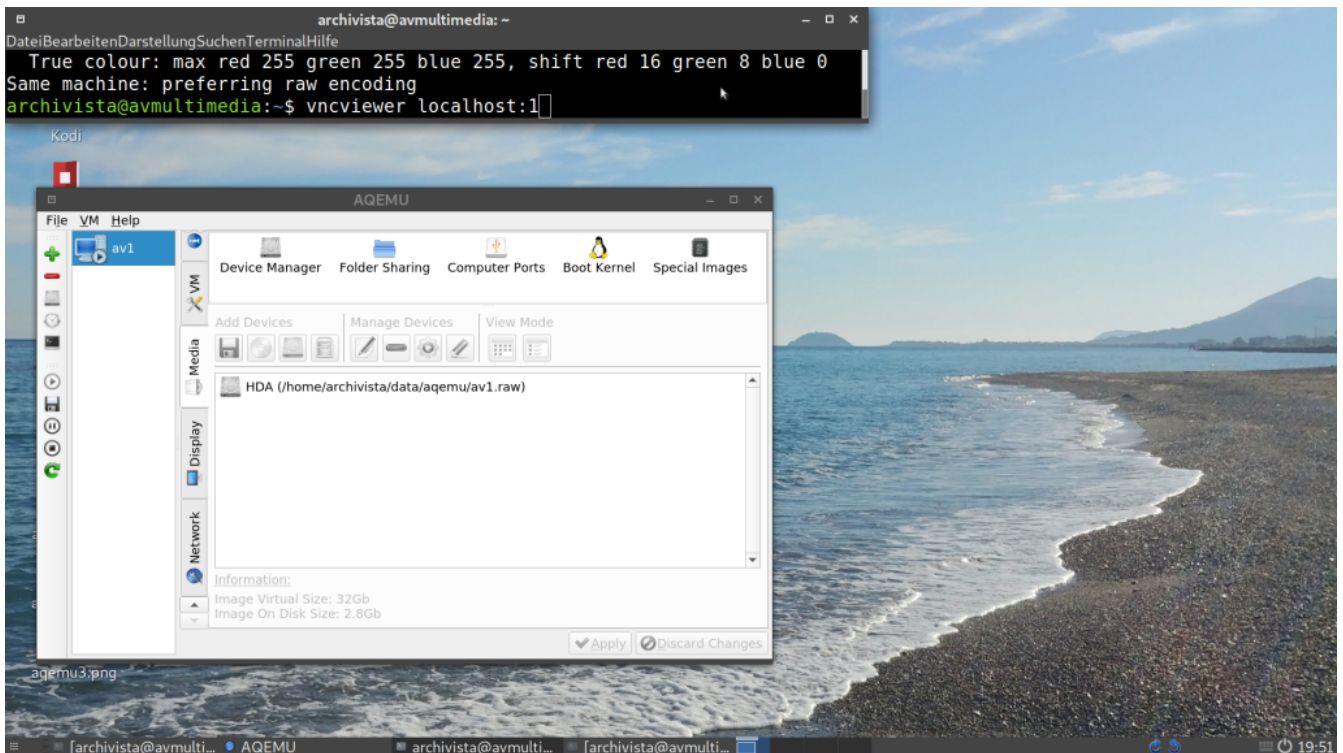 archivista@avmultimedia: ~
DateiBearbeitenDarstellungSuchenTerminalHilfe
True colour: max red 255 green 255 blue 255, shift red 16 green 8 blue 0
Same machine: preferring raw encoding
archivista@avmultimedia:~$ vncviewer localhost:1
Kodi
AQEMU
File VM Help
av1
VM
Media
Display
Network
Device Manager Folder Sharing Computer Ports Boot Kernel Special Images
Add Devices Manage Devices View Mode
HDA (/home/archivista/data/aqemu/av1.raw)
Information:
Image Virtual Size: 32Gb
Image On Disk Size: 2.8Gb
Apply Discard Changes
aqemu3.png
[archivista@avmulti... AQEMU archivista@avmulti... [archivista@avmulti... 19:51